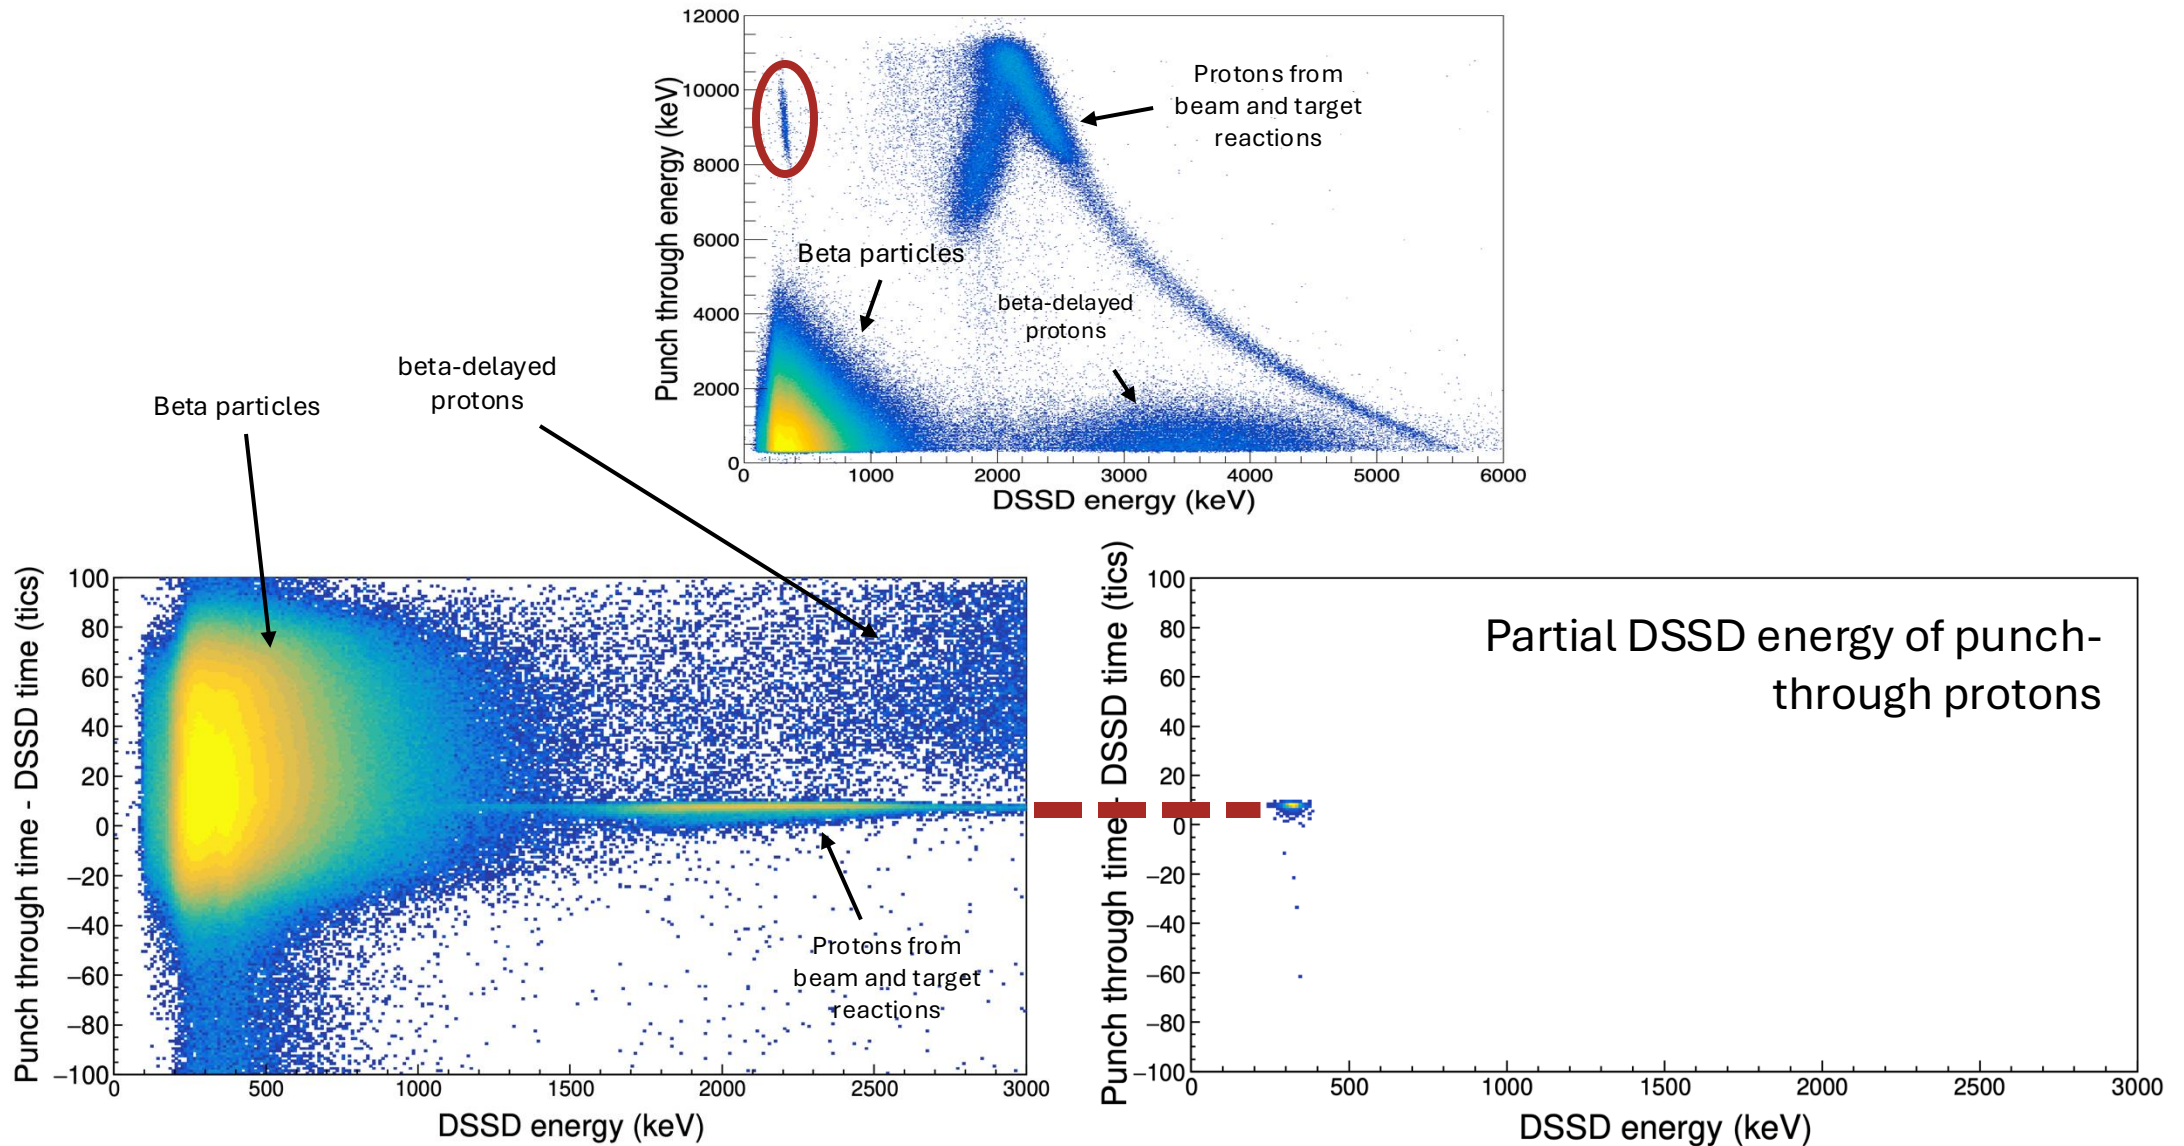 12000
10000
8000
6000
4000
2000
0
Punch through energy (keV)
0 1000 2000 3000 4000 5000 6000
DSSD energy (keV)
Protons from
beam and target
reactions
Beta particles
beta-delayed
protons
Beta particles
beta-delayed
protons
100
80
60
40
20
0
−20
−40
−60
−80
−100
Punch through time - DSSD time (tics)
0 500 1000 1500 2000 2500 3000
DSSD energy (keV)
Protons from
beam and target
reactions
100
80
60
40
20
0
−20
−40
−60
−80
−100
Punch through time - DSSD time (tics)
Partial DSSD energy of punch-
through protons
0 500 1000 1500 2000 2500 3000
DSSD energy (keV)